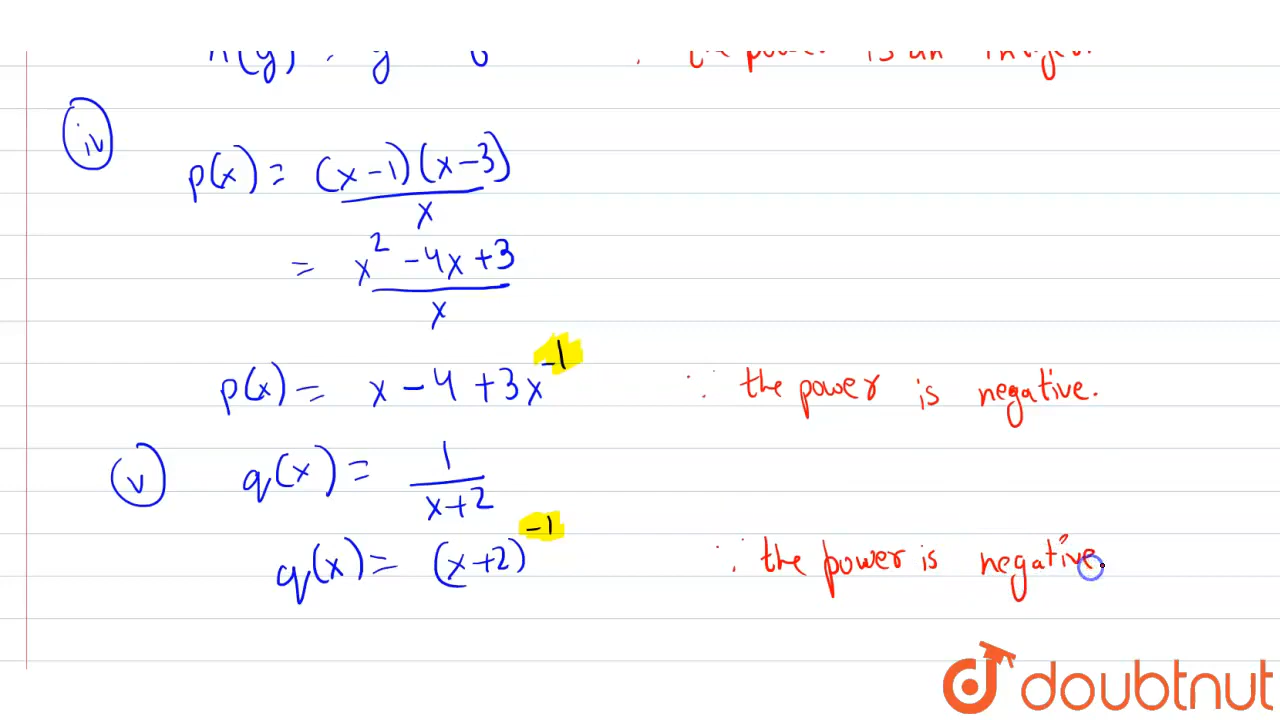 iv
p(x) = (x-1)(x-3)
x
= x² -4x+3
x
p(x) = x - 4 + 3x⁻¹ ∵ the power is negative.
(v) q(x) = 1
x+2
q(x) = (x+2)⁻¹ ∵ the power is negative.
doubtnut